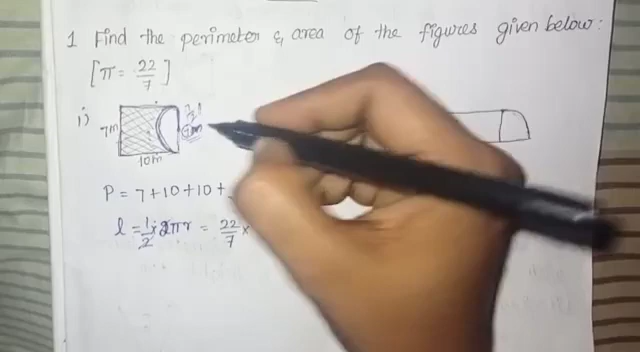 1 Find the perimeter & area of the figures given below:
[π = 22/7]
i)
7m
10m
P = 7+10+10+
l = 1/2 × 2πr = 22/7 ×